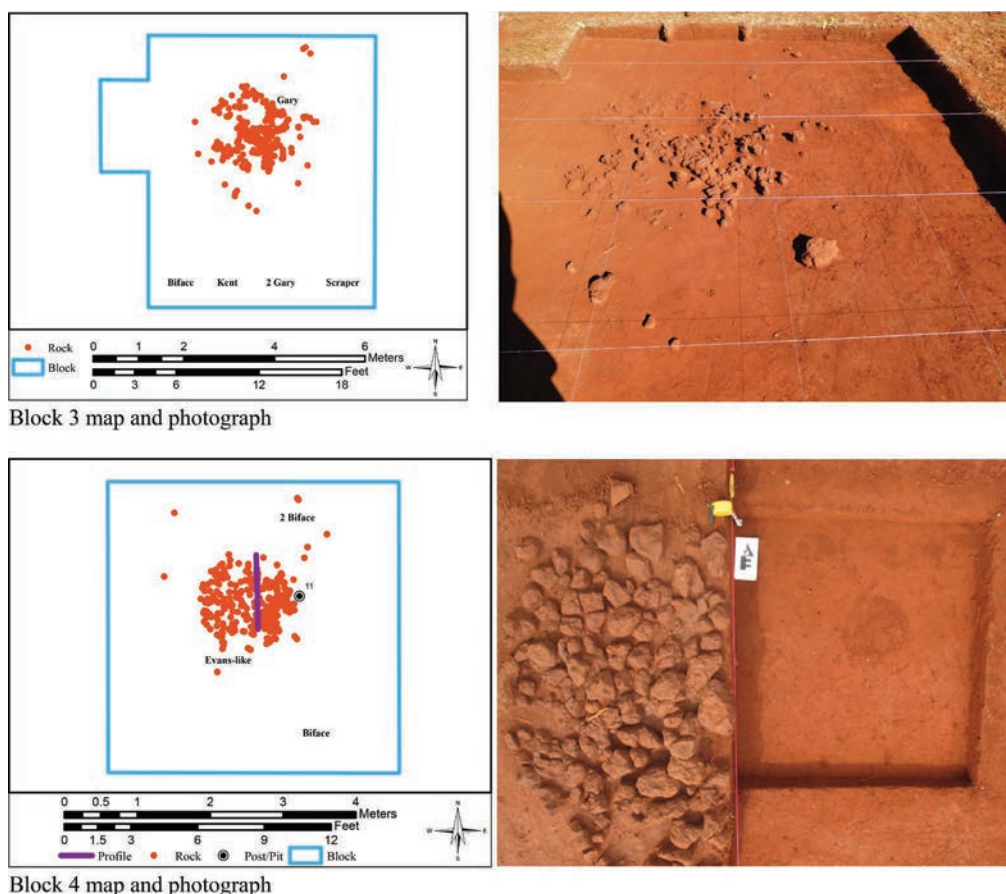 Gary
Biface Kent 2 Gary Scraper
Rock
Block
0 1 2 4 6
Meters
Feet
0 3 6 12 18
N
W E
S
Block 3 map and photograph
2 Biface
11
Evans-like
Biface
0 0.5 1 2 3 4
Meters
Feet
0 1.5 3 6 9 12
Profile Rock Post/Pit Block
N
W E
S
Block 4 map and photograph